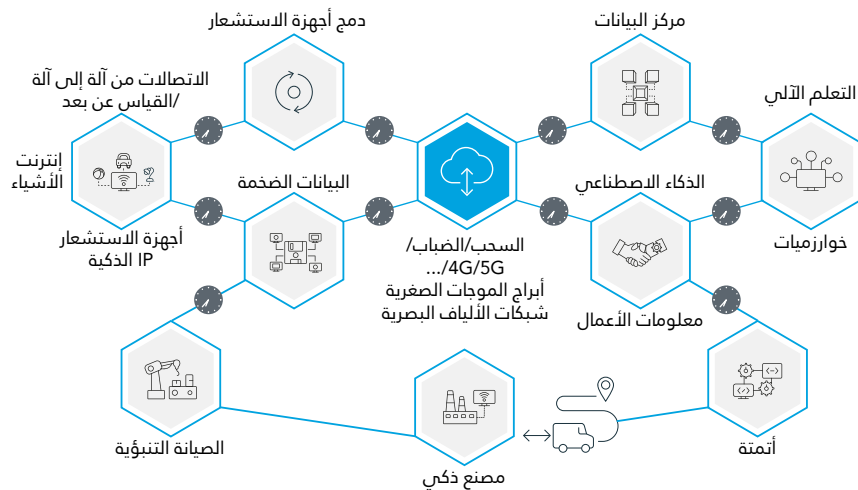 دمج أجهزة الاستشعار
مركز البيانات
الاتصالات من آلة إلى آلة
/القياس عن بعد
التعلم الآلي
إنترنت
الأشياء
البيانات الضخمة
الذكاء الاصطناعي
أجهزة الاستشعار
IP الذكية
السحب/الضباب/
.../4G/5G
أبراج الموجات الصغرية
شبكات الألياف البصرية
خوارزميات
معلومات الأعمال
الصيانة التنبؤية
أتمتة
مصنع ذكي